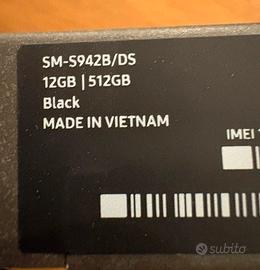 SM-S942B/DS
12GB | 512GB
Black
MADE IN VIETNAM
IMEI
subito